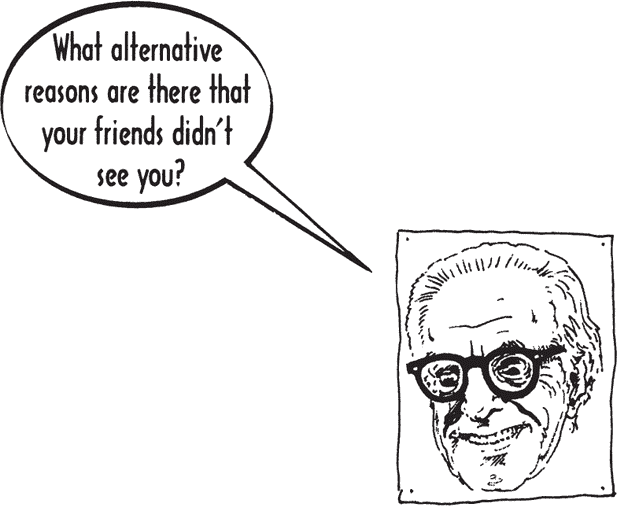 What alternative
reasons are there that
your friends didn't
see you?